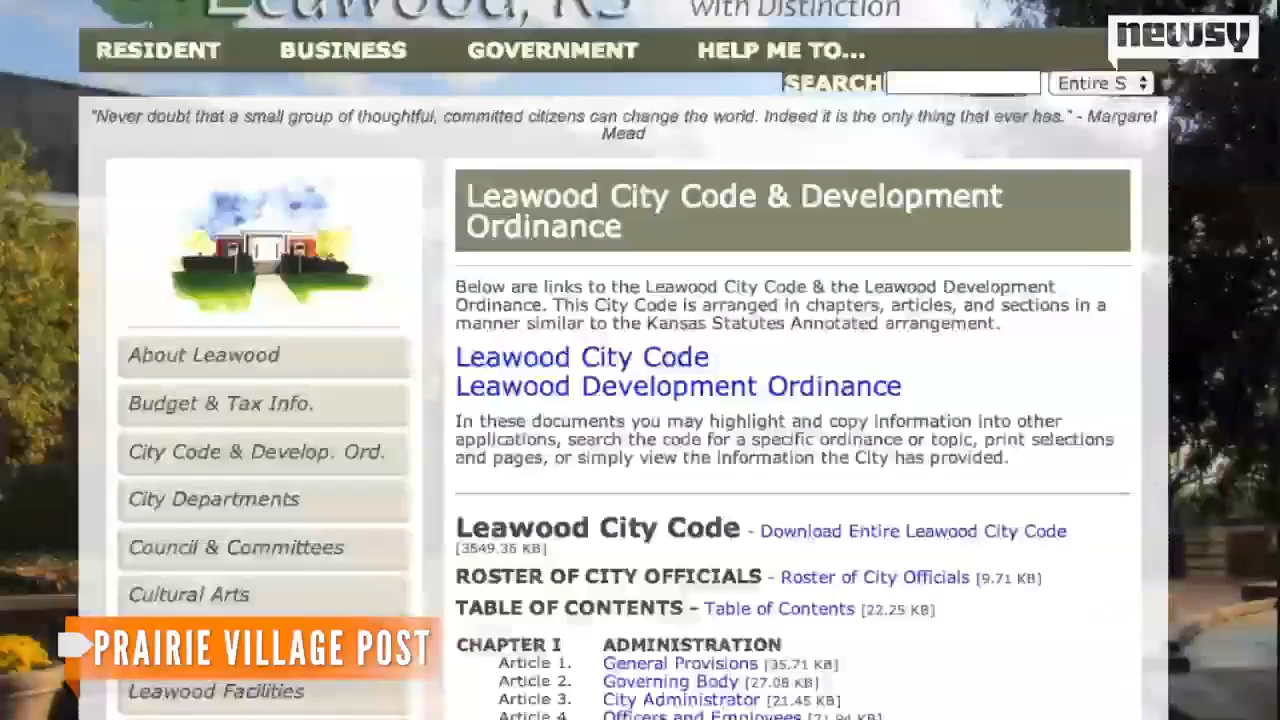 Leawood, KS
with Distinction
newsy
RESIDENT BUSINESS GOVERNMENT HELP ME TO...
SEARCH Entire S
"Never doubt that a small group of thoughtful, committed citizens can change the world. Indeed it is the only thing that ever has." - Margaret
Mead
Leawood City Code & Development
Ordinance
Below are links to the Leawood City Code & the Leawood Development
Ordinance. This City Code is arranged in chapters, articles, and sections in a
manner similar to the Kansas Statutes Annotated arrangement.
Leawood City Code
Leawood Development Ordinance
In these documents you may highlight and copy information into other
applications, search the code for a specific ordinance or topic, print selections
and pages, or simply view the information the City has provided.
About Leawood
Budget & Tax Info.
City Code & Develop. Ord.
City Departments
Council & Committees
Cultural Arts
PRAIRIE VILLAGE POST
Leawood Facilities
Leawood City Code - Download Entire Leawood City Code
[3549.36 KB]
ROSTER OF CITY OFFICIALS - Roster of City Officials [9.71 KB]
TABLE OF CONTENTS - Table of Contents [22.25 KB]
CHAPTER I ADMINISTRATION
Article 1. General Provisions [35.71 KB]
Article 2. Governing Body [27.08 KB]
Article 3. City Administrator [21.45 KB]
Article 4. Officers and Employees